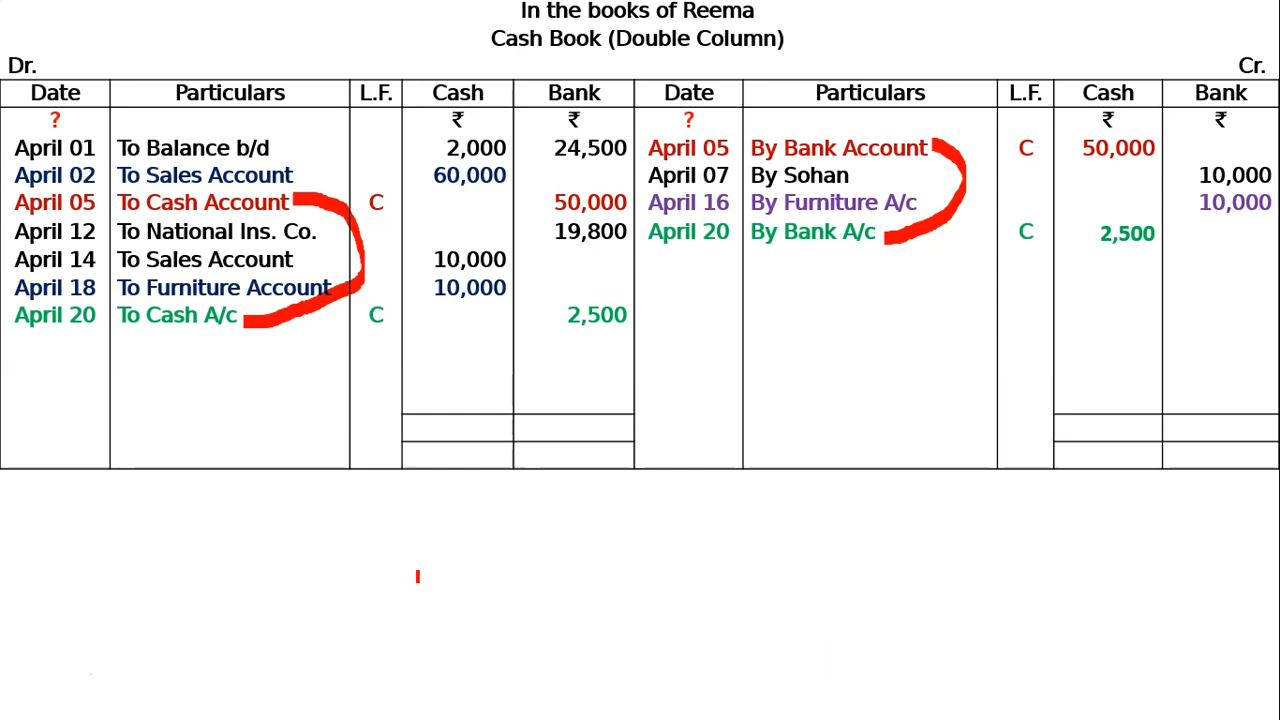 In the books of Reema
Cash Book (Double Column)
Dr. Cr.
Date Particulars L.F. Cash Bank Date Particulars L.F. Cash Bank
? ₹ ₹ ? ₹ ₹
April 01 To Balance b/d 2,000 24,500 April 05 By Bank Account C 50,000
April 02 To Sales Account 60,000 April 07 By Sohan 10,000
April 05 To Cash Account C 50,000 April 16 By Furniture A/c 10,000
April 12 To National Ins. Co. 19,800 April 20 By Bank A/c C 2,500
April 14 To Sales Account 10,000
April 18 To Furniture Account 10,000
April 20 To Cash A/c C 2,500